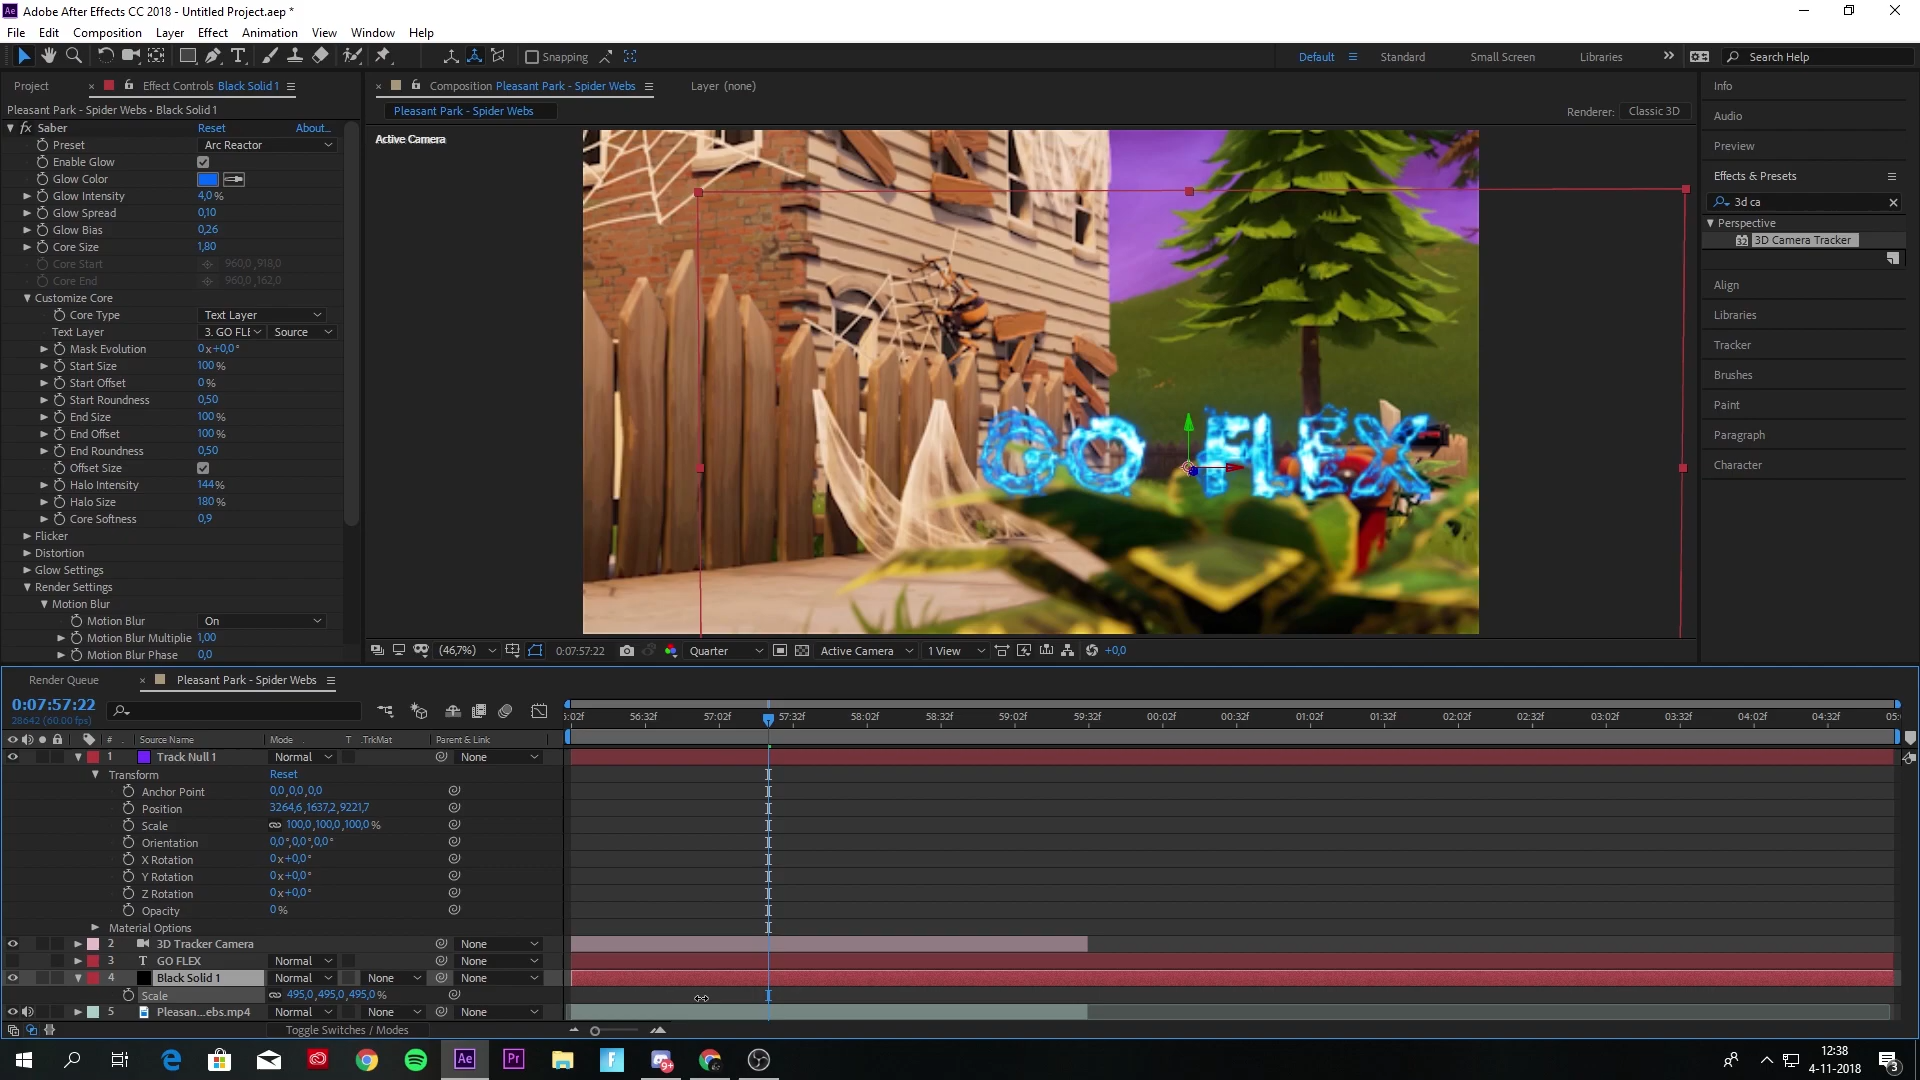 Adobe After Effects CC 2018 - Untitled Project.aep *
File Edit Composition Layer Effect Animation View Window Help
Snapping
Default Standard Small Screen Libraries Search Help
Project Effect Controls Black Solid 1
Composition Pleasant Park - Spider Webs Layer (none)
Info
Pleasant Park - Spider Webs • Black Solid 1
Pleasant Park - Spider Webs
Renderer: Classic 3D
Audio
fx Saber Reset About...
Active Camera
Preset Arc Reactor
Preview
Enable Glow
Glow Color
Effects & Presets
Glow Intensity 4,0 %
3d ca
Glow Spread 0,10
Perspective
Glow Bias 0,26
3D Camera Tracker
Core Size 1,80
Core Start 960,0 ,918,0
Core End 960,0 ,162,0
Align
Customize Core
Core Type Text Layer
Libraries
Text Layer 3. GO FLE Source
Tracker
Mask Evolution 0 x +0,0 °
Start Size 100 %
Brushes
Start Offset 0 %
Start Roundness 0,50
Paint
End Size 100 %
End Offset 100 %
Paragraph
End Roundness 0,50
Offset Size
Character
Halo Intensity 144 %
Halo Size 180 %
Core Softness 0,9
GO FLEX
Flicker
Distortion
Glow Settings
Render Settings
Motion Blur
Motion Blur On
Motion Blur Multiplie 1,00
Motion Blur Phase 0,0
(46,7%) 0:07:57:22 Quarter Active Camera 1 View +0,0
Render Queue Pleasant Park - Spider Webs
0:07:57:22
28642 (60.00 fps)
5:02f 56:32f 57:02f 57:32f 58:02f 58:32f 59:02f 59:32f 00:02f 00:32f 01:02f 01:32f 02:02f 02:32f 03:02f 03:32f 04:02f 04:32f 05:0
# Source Name Mode T .TrkMat Parent & Link
1 Track Null 1 Normal None
Transform Reset
Anchor Point 0,0 ,0,0 ,0,0
Position 3264,6 ,1637,2 ,9221,7
Scale 100,0 ,100,0 ,100,0 %
Orientation 0,0 ° ,0,0 ° ,0,0 °
X Rotation 0 x +0,0 °
Y Rotation 0 x +0,0 °
Z Rotation 0 x +0,0 °
Opacity 0 %
Material Options
2 3D Tracker Camera None
3 T GO FLEX Normal None
4 Black Solid 1 Normal None None
Scale 495,0 ,495,0 ,495,0 %
5 Pleasan...ebs.mp4 Normal None None
Toggle Switches / Modes
Ae Pr 9+
12:38
4-11-2018
3